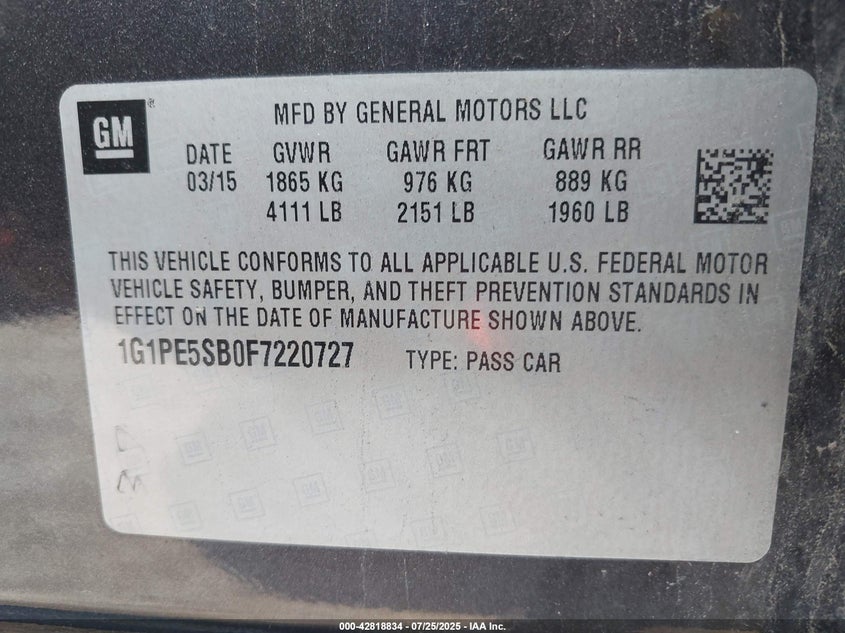 GM
MFD BY GENERAL MOTORS LLC
DATE GVWR GAWR FRT GAWR RR
03/15 1865 KG 976 KG 889 KG
4111 LB 2151 LB 1960 LB
THIS VEHICLE CONFORMS TO ALL APPLICABLE U.S. FEDERAL MOTOR
VEHICLE SAFETY, BUMPER, AND THEFT PREVENTION STANDARDS IN
EFFECT ON THE DATE OF MANUFACTURE SHOWN ABOVE.
1G1PE5SB0F7220727 TYPE: PASS CAR
000-42818834 / 07/25/2025 - IAA Inc.